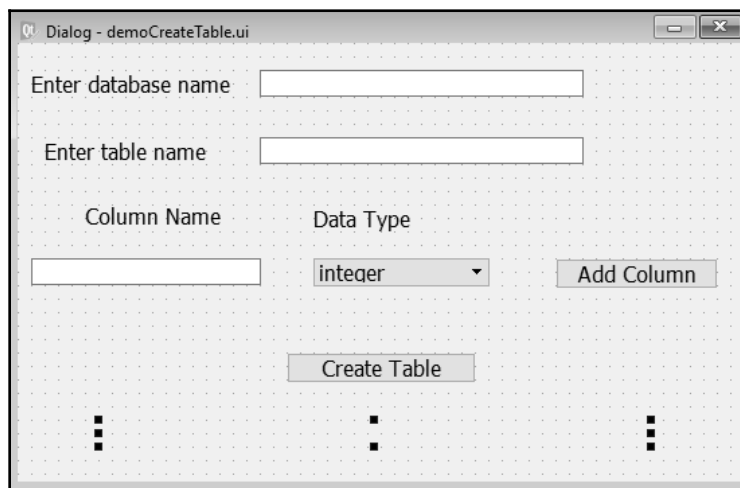 Dialog - demoCreateTable.ui
Enter database name
Enter table name
Column Name Data Type
integer Add Column
Create Table